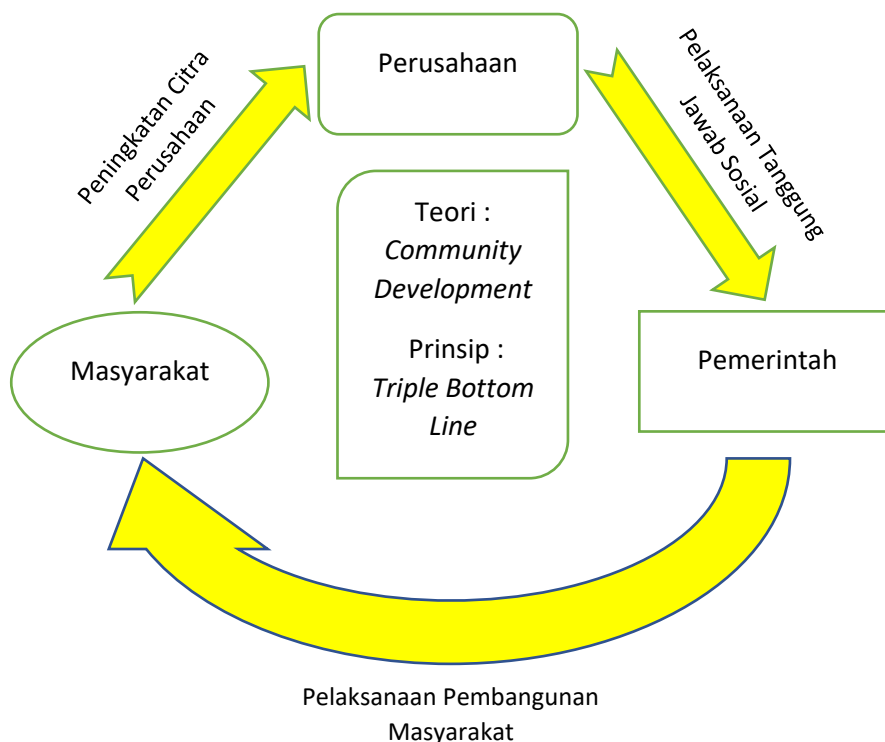 Perusahaan
Peningkatan Citra
Perusahaan
Pelaksanaan Tanggung
Jawab Sosial
Teori :
Community
Development
Prinsip :
Triple Bottom
Line
Masyarakat
Pemerintah
Pelaksanaan Pembangunan
Masyarakat